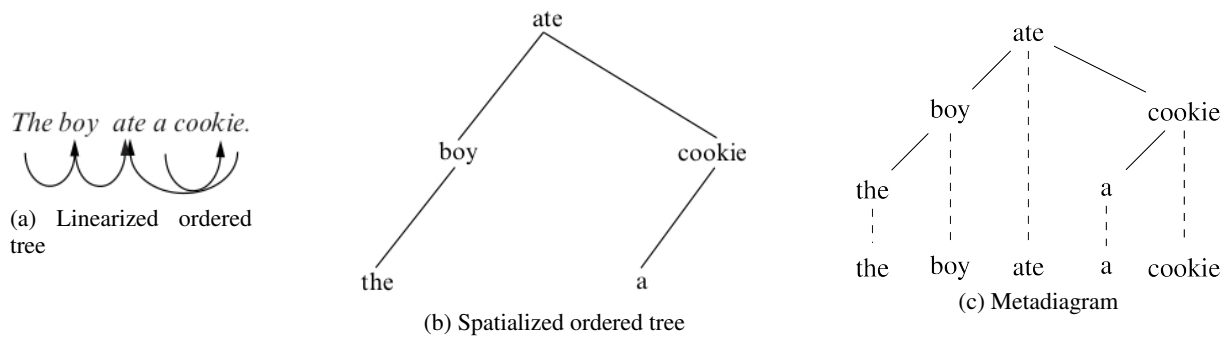 The boy ate a cookie.
(a) Linearized ordered
tree
ate
boy cookie
the a
(b) Spatialized ordered tree
ate
boy cookie
the a
the boy ate a cookie
(c) Metadiagram